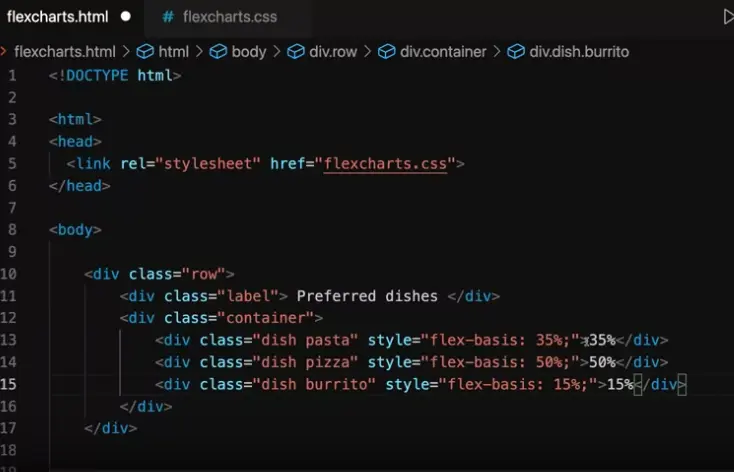 flexcharts.html ● # flexcharts.css
flexcharts.html > html > body > div.row > div.container > div.dish.burrito
1 <!DOCTYPE html>
2
3 <html>
4 <head>
5 <link rel="stylesheet" href="flexcharts.css">
6 </head>
7
8 <body>
9
10 <div class="row">
11 <div class="label"> Preferred dishes </div>
12 <div class="container">
13 <div class="dish pasta" style="flex-basis: 35%;">35%</div>
14 <div class="dish pizza" style="flex-basis: 50%;">50%</div>
15 <div class="dish burrito" style="flex-basis: 15%;">15%</div>
16 </div>
17 </div>
18